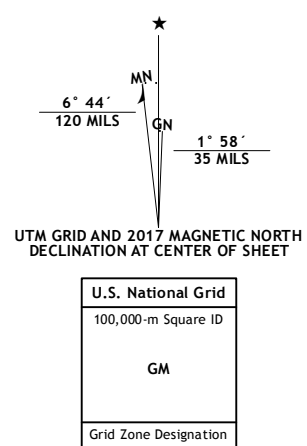 ★
MN
GN
6° 44´
120 MILS
1° 58´
35 MILS
UTM GRID AND 2017 MAGNETIC NORTH
DECLINATION AT CENTER OF SHEET
U.S. National Grid
100,000-m Square ID
GM
Grid Zone Designation